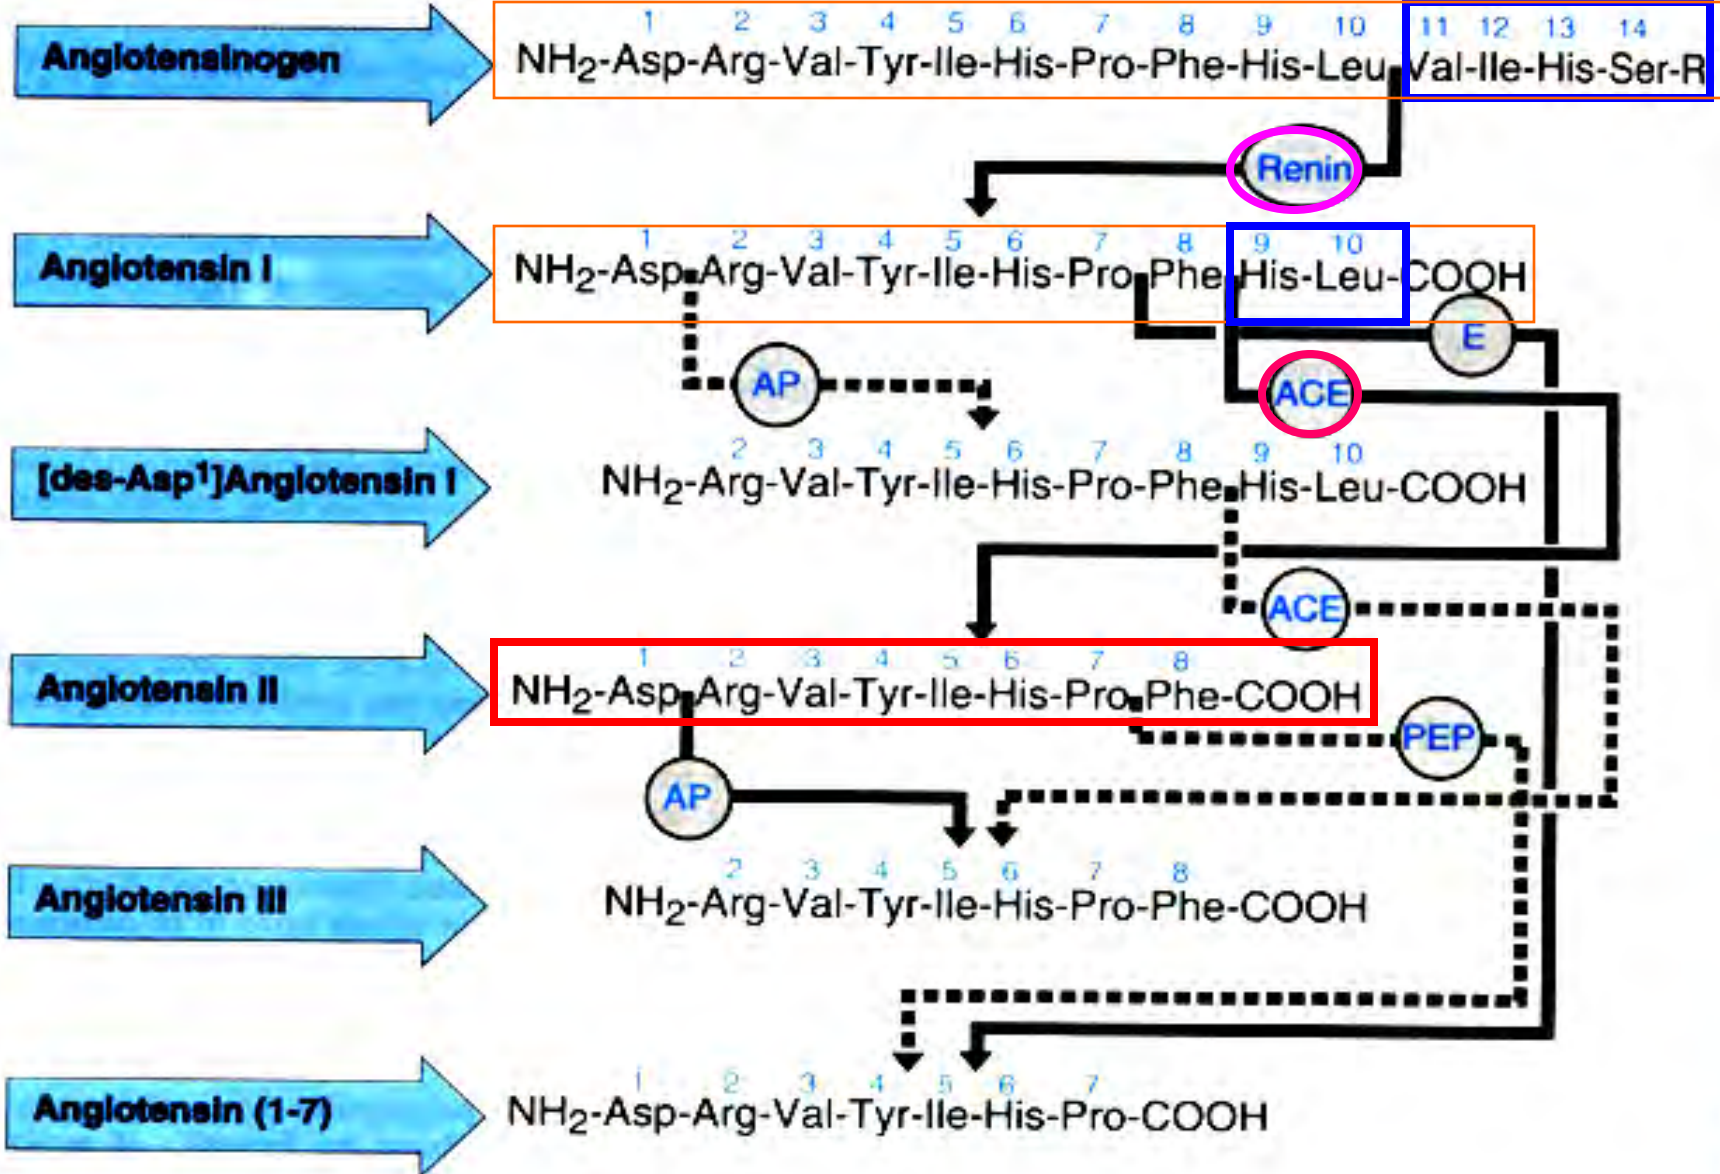 1 2 3 4 5 6 7 8 9 10 11 12 13 14
Angiotensinogen NH2-Asp-Arg-Val-Tyr-Ile-His-Pro-Phe-His-Leu Val-Ile-His-Ser-R
Renin
1 2 3 4 5 6 7 8 9 10
Angiotensin I NH2-Asp Arg-Val-Tyr-Ile-His-Pro Phe His-Leu-COOH
E
AP ACE
2 3 4 5 6 7 8 9 10
[des-Asp¹]Angiotensin I NH2-Arg-Val-Tyr-Ile-His-Pro-Phe His-Leu-COOH
ACE
1 2 3 4 5 6 7 8
Angiotensin II NH2-Asp Arg-Val-Tyr-Ile-His-Pro Phe-COOH
PEP
AP
2 3 4 5 6 7 8
Angiotensin III NH2-Arg-Val-Tyr-Ile-His-Pro-Phe-COOH
1 2 3 4 5 6 7
Angiotensin (1-7) NH2-Asp-Arg-Val-Tyr-Ile-His-Pro-COOH